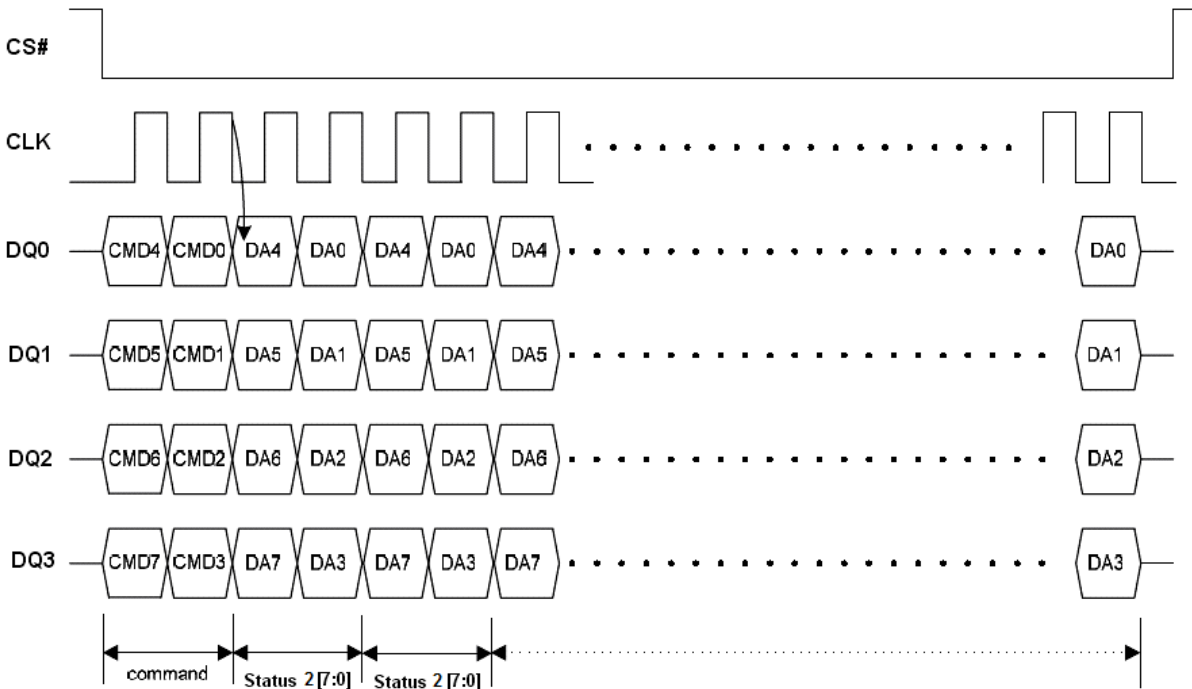 CS#
CLK
DQ0 CMD4 CMD0 DA4 DA0 DA4 DA0 DA4 DA0
DQ1 CMD5 CMD1 DA5 DA1 DA5 DA1 DA5 DA1
DQ2 CMD6 CMD2 DA6 DA2 DA6 DA2 DA6 DA2
DQ3 CMD7 CMD3 DA7 DA3 DA7 DA3 DA7 DA3
command Status 2 [7:0] Status 2 [7:0]